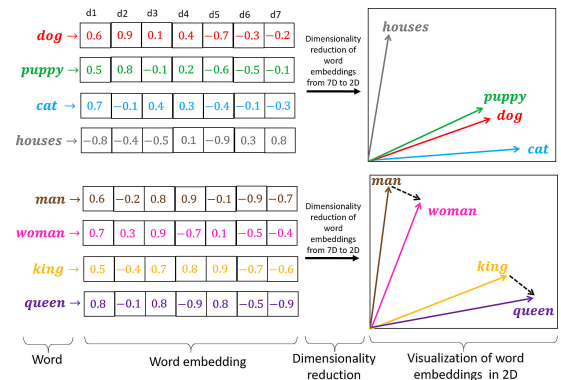 d1 d2 d3 d4 d5 d6 d7
dog → 0.6 0.9 0.1 0.4 −0.7 −0.3 −0.2
puppy → 0.5 0.8 −0.1 0.2 −0.6 −0.5 −0.1
cat → 0.7 −0.1 0.4 0.3 −0.4 −0.1 −0.3
houses → −0.8 −0.4 −0.5 0.1 −0.9 0.3 0.8
Dimensionality
reduction of
word
embeddings
from 7D to 2D
houses
puppy
dog
cat
man → 0.6 −0.2 0.8 0.9 −0.1 −0.9 −0.7
woman → 0.7 0.3 0.9 −0.7 0.1 −0.5 −0.4
king → 0.5 −0.4 0.7 0.8 0.9 −0.7 −0.6
queen → 0.8 −0.1 0.8 −0.9 0.8 −0.5 −0.9
Dimensionality
reduction of
word
embeddings
from 7D to 2D
man
woman
king
queen
Word
Word embedding
Dimensionality
reduction
Visualization of word
embeddings in 2D